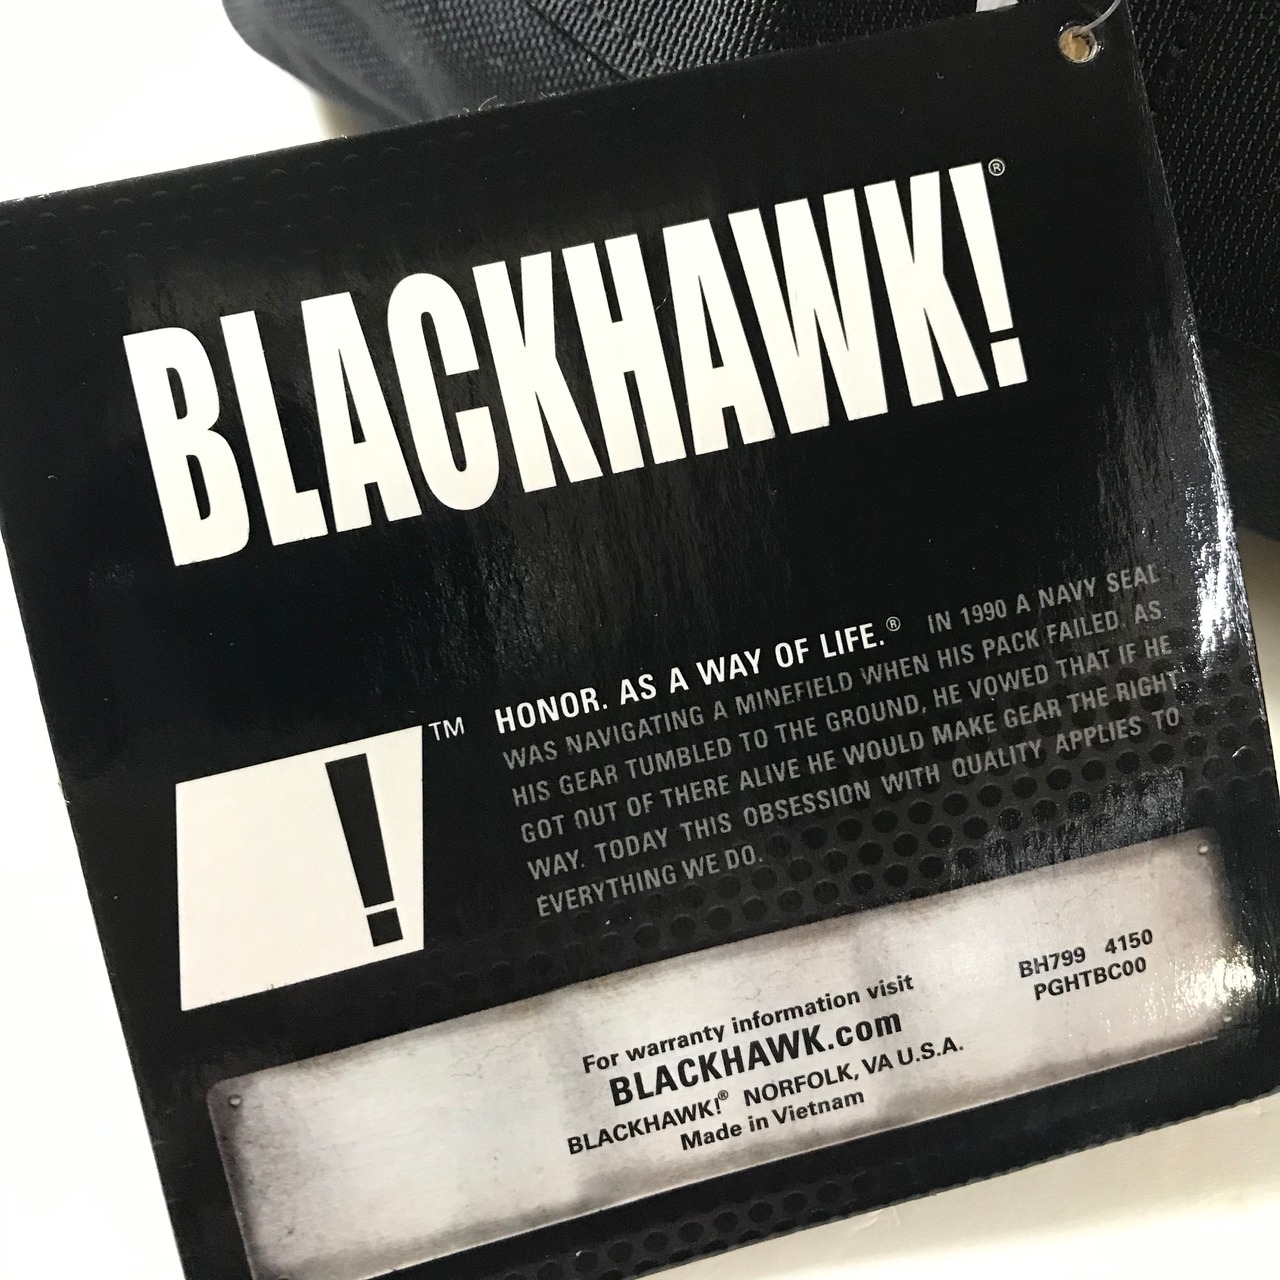 BLACKHAWK!®
HONOR. AS A WAY OF LIFE.® IN 1990 A NAVY SEAL
WAS NAVIGATING A MINEFIELD WHEN HIS PACK FAILED. AS
HIS GEAR TUMBLED TO THE GROUND, HE VOWED THAT IF HE
GOT OUT OF THERE ALIVE HE WOULD MAKE GEAR THE RIGHT
WAY. TODAY THIS OBSESSION WITH QUALITY APPLIES TO
EVERYTHING WE DO.
! TM
For warranty information visit
BLACKHAWK.com
BLACKHAWK!® NORFOLK, VA U.S.A.
Made in Vietnam
BH799 4150
PGHTBC00